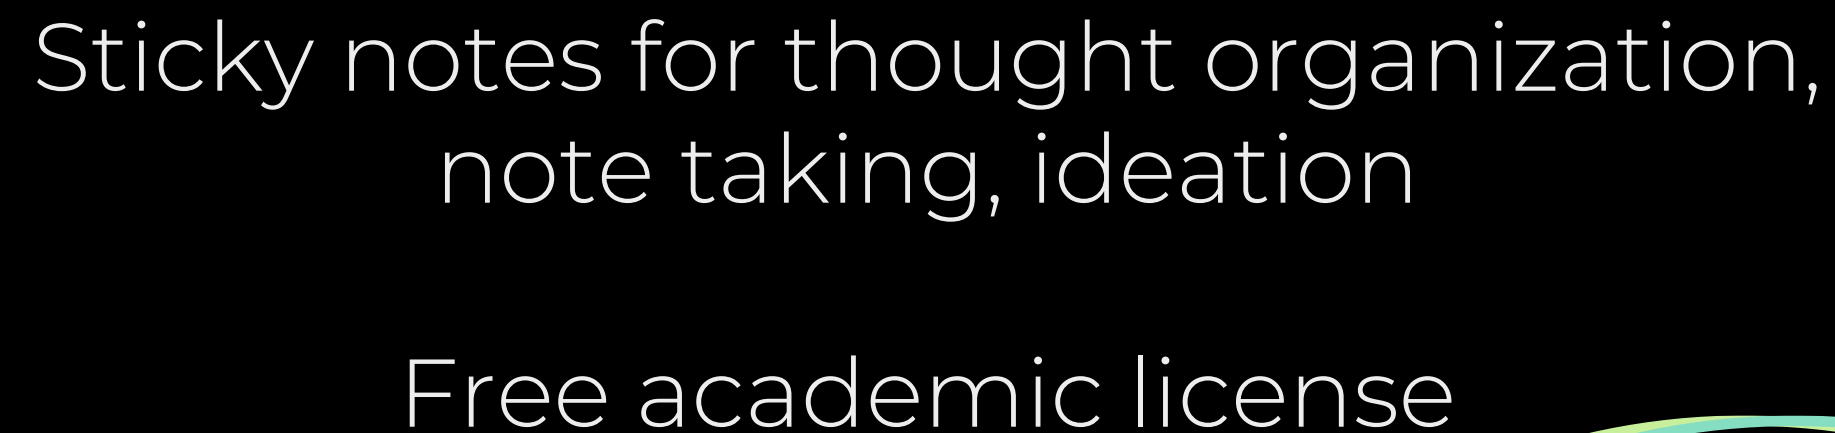 Sticky notes for thought organization,
note taking, ideation
Free academic license